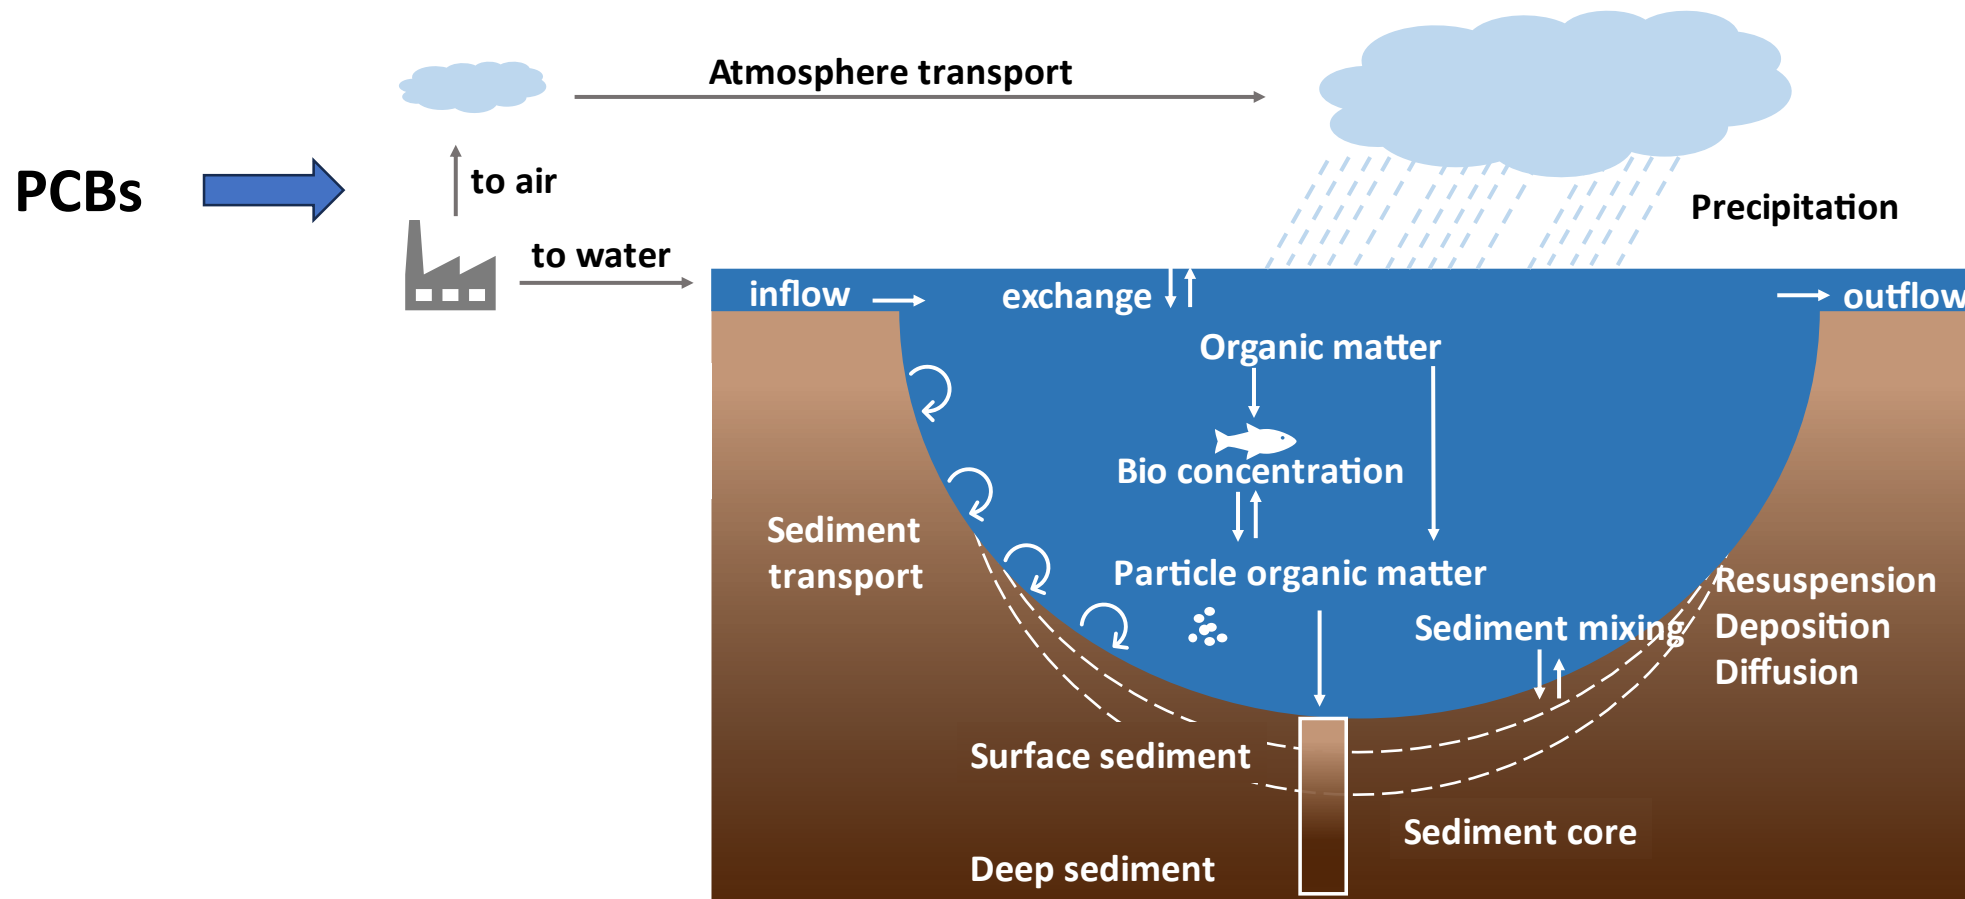 Atmosphere transport
PCBs
to air
Precipitation
to water
inflow
exchange
outflow
Organic matter
Bio concentration
Sediment
transport
Particle organic matter
Resuspension
Sediment mixing
Deposition
Diffusion
Surface sediment
Sediment core
Deep sediment